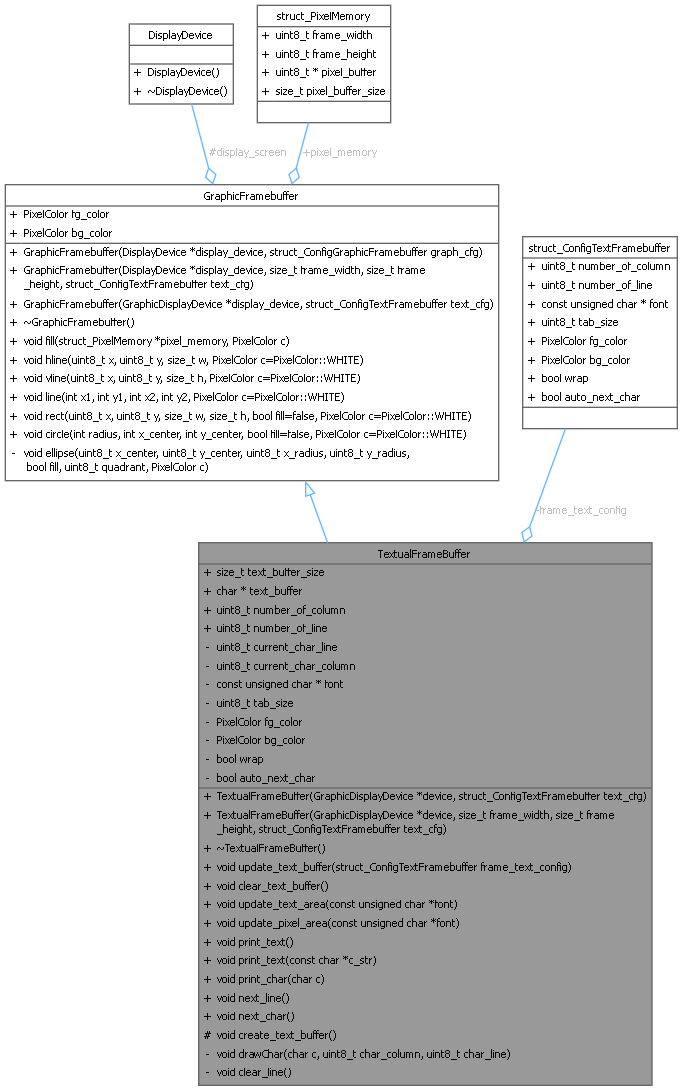 DisplayDevice
+ DisplayDevice()
+ ~DisplayDevice()
struct_PixelMemory
+ uint8_t frame_width
+ uint8_t frame_height
+ uint8_t * pixel_buffer
+ size_t pixel_buffer_size
#display_screen
+pixel_memory
GraphicFramebuffer
+ PixelColor fg_color
+ PixelColor bg_color
+ GraphicFramebuffer(DisplayDevice *display_device, struct_ConfigGraphicFramebuffer graph_cfg)
+ GraphicFramebuffer(DisplayDevice *display_device, size_t frame_width, size_t frame
_height, struct_ConfigTextFramebuffer text_cfg)
+ GraphicFramebuffer(GraphicDisplayDevice *display_device, struct_ConfigTextFramebuffer text_cfg)
+ ~GraphicFramebuffer()
+ void fill(struct_PixelMemory *pixel_memory, PixelColor c)
+ void hline(uint8_t x, uint8_t y, size_t w, PixelColor c=PixelColor::WHITE)
+ void vline(uint8_t x, uint8_t y, size_t h, PixelColor c=PixelColor::WHITE)
+ void line(int x1, int y1, int x2, int y2, PixelColor c=PixelColor::WHITE)
+ void rect(uint8_t x, uint8_t y, size_t w, size_t h, bool fill=false, PixelColor c=PixelColor::WHITE)
+ void circle(int radius, int x_center, int y_center, bool fill=false, PixelColor c=PixelColor::WHITE)
- void ellipse(uint8_t x_center, uint8_t y_center, uint8_t x_radius, uint8_t y_radius,
bool fill, uint8_t quadrant, PixelColor c)
struct_ConfigTextFramebuffer
+ uint8_t number_of_column
+ uint8_t number_of_line
+ const unsigned char * font
+ uint8_t tab_size
+ PixelColor fg_color
+ PixelColor bg_color
+ bool wrap
+ bool auto_next_char
-frame_text_config
TextualFrameBuffer
+ size_t text_buffer_size
+ char * text_buffer
+ uint8_t number_of_column
+ uint8_t number_of_line
- uint8_t current_char_line
- uint8_t current_char_column
- const unsigned char * font
- uint8_t tab_size
- PixelColor fg_color
- PixelColor bg_color
- bool wrap
- bool auto_next_char
+ TextualFrameBuffer(GraphicDisplayDevice *device, struct_ConfigTextFramebuffer text_cfg)
+ TextualFrameBuffer(GraphicDisplayDevice *device, size_t frame_width, size_t frame
_height, struct_ConfigTextFramebuffer text_cfg)
+ ~TextualFrameBuffer()
+ void update_text_buffer(struct_ConfigTextFramebuffer frame_text_config)
+ void clear_text_buffer()
+ void update_text_area(const unsigned char *font)
+ void update_pixel_area(const unsigned char *font)
+ void print_text()
+ void print_text(const char *c_str)
+ void print_char(char c)
+ void next_line()
+ void next_char()
# void create_text_buffer()
- void drawChar(char c, uint8_t char_column, uint8_t char_line)
- void clear_line()